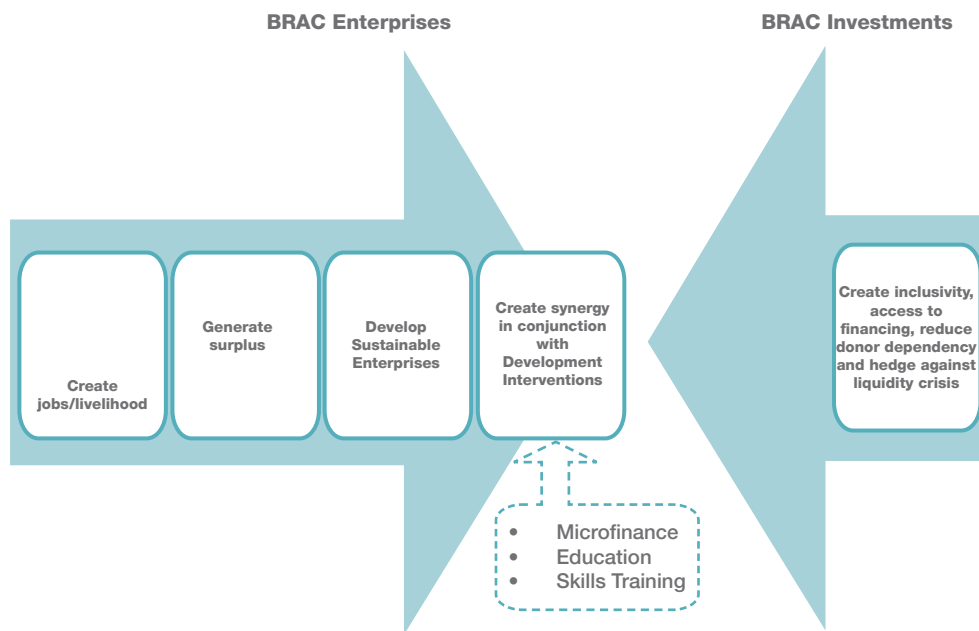 BRAC Enterprises
BRAC Investments
Create
jobs/livelihood
Generate
surplus
Develop
Sustainable
Enterprises
Create synergy
in conjunction
with
Development
Interventions
Create inclusivity,
access to
financing, reduce
donor dependency
and hedge against
liquidity crisis
• Microfinance
• Education
• Skills Training